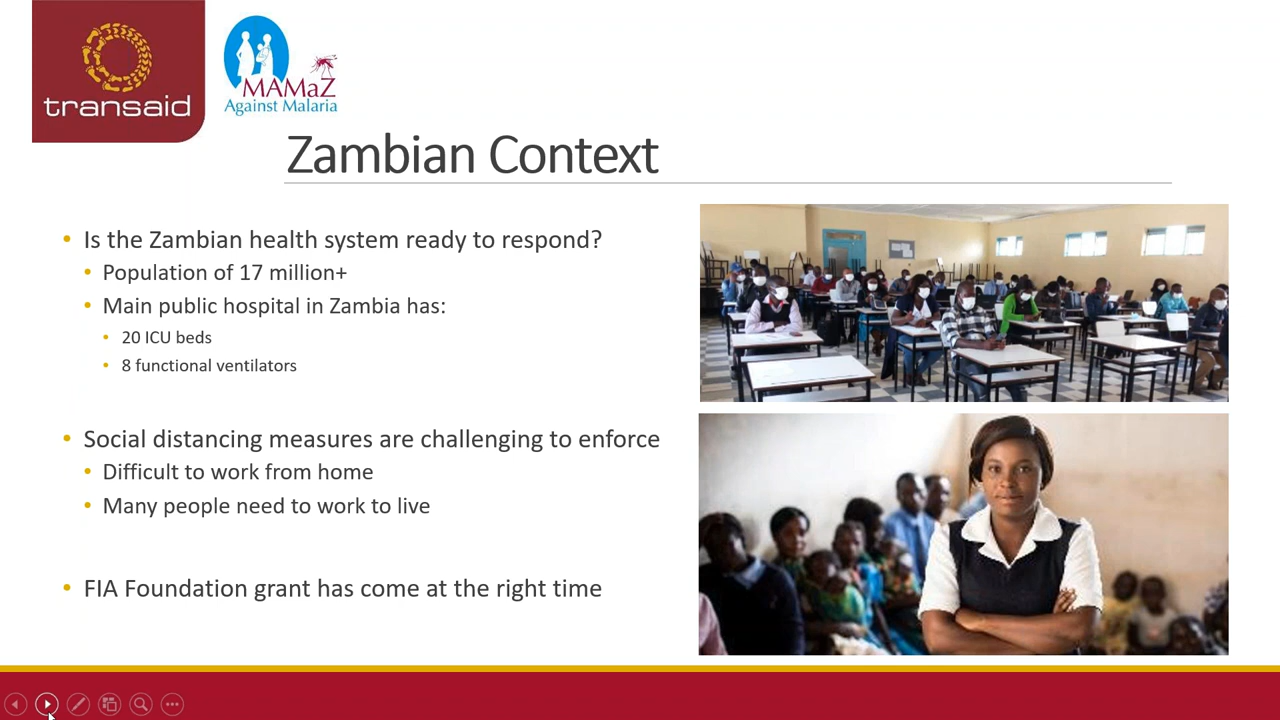 transaid
MAMaZ
Against Malaria
Zambian Context
• Is the Zambian health system ready to respond?
• Population of 17 million+
• Main public hospital in Zambia has:
• 20 ICU beds
• 8 functional ventilators
• Social distancing measures are challenging to enforce
• Difficult to work from home
• Many people need to work to live
• FIA Foundation grant has come at the right time